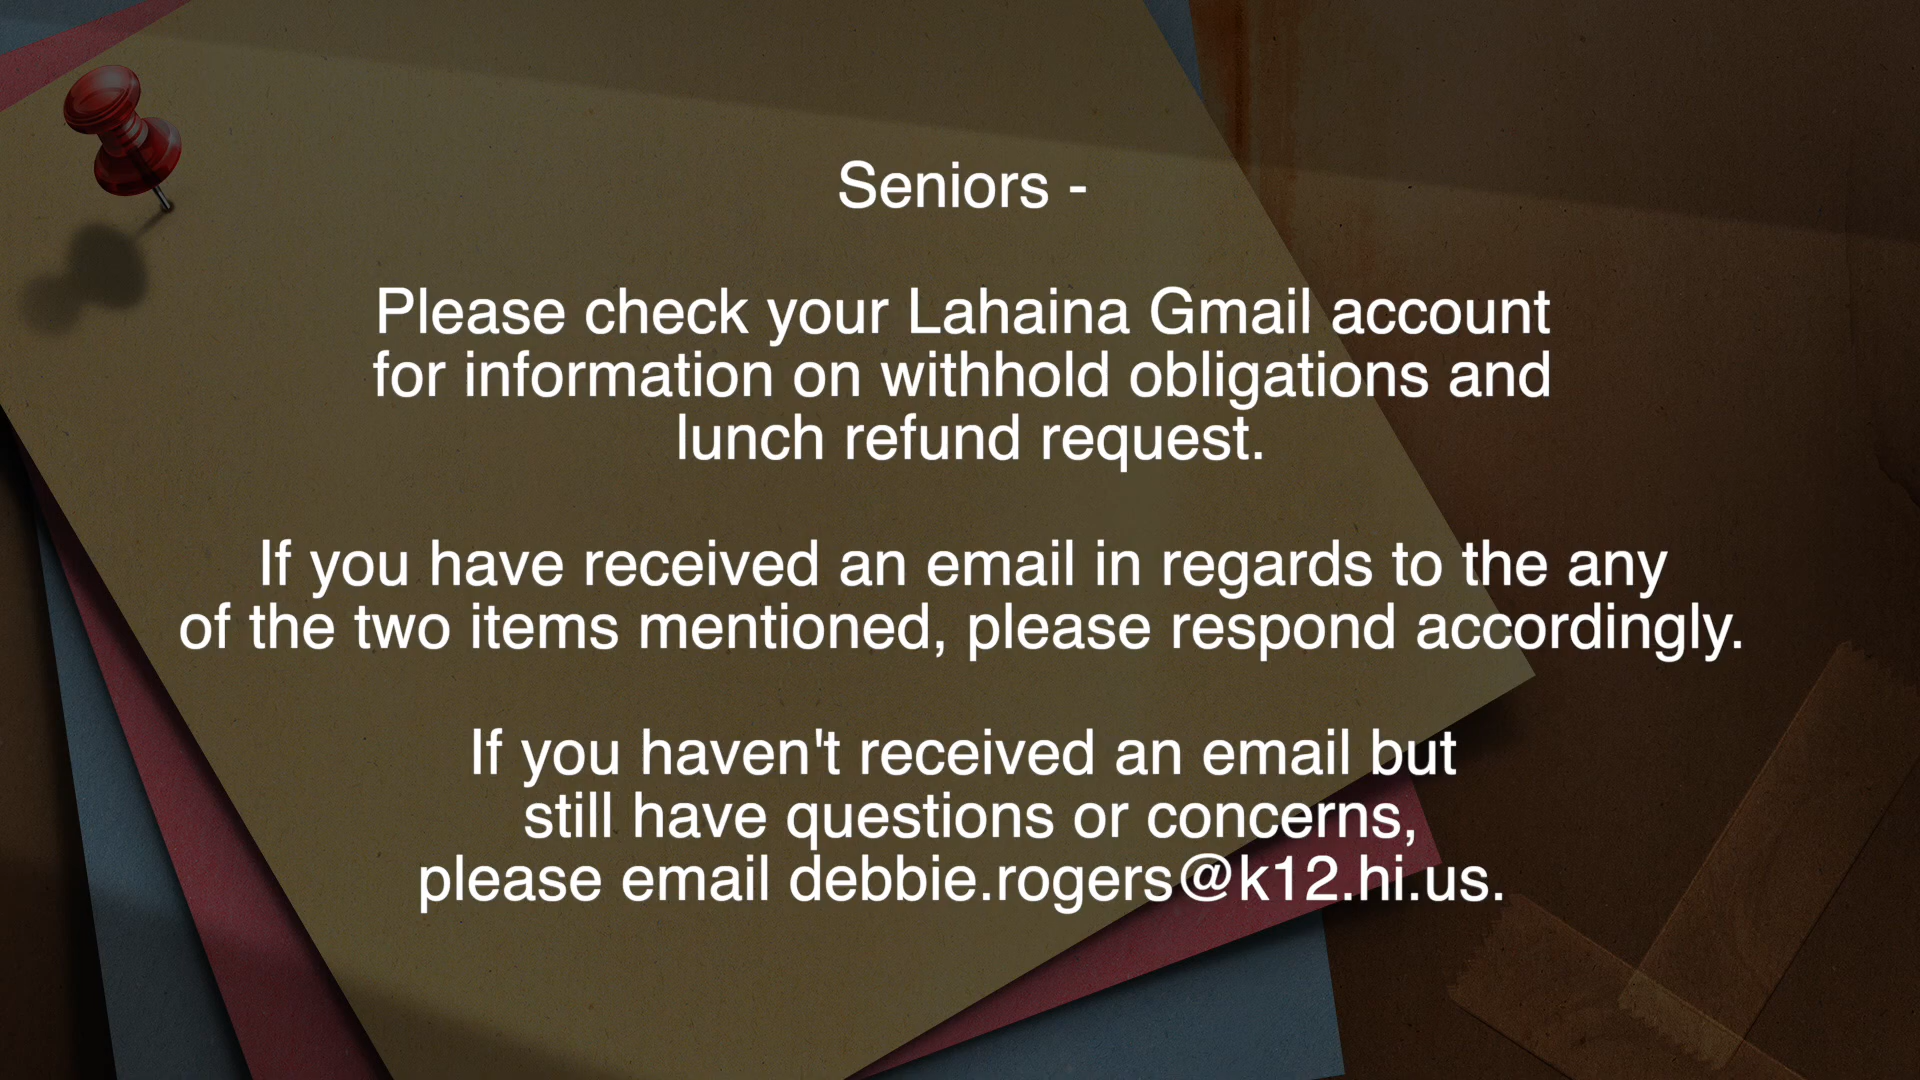 Seniors -
Please check your Lahaina Gmail account
for information on withhold obligations and
lunch refund request.
If you have received an email in regards to the any
of the two items mentioned, please respond accordingly.
If you haven't received an email but
still have questions or concerns,
please email debbie.rogers@k12.hi.us.